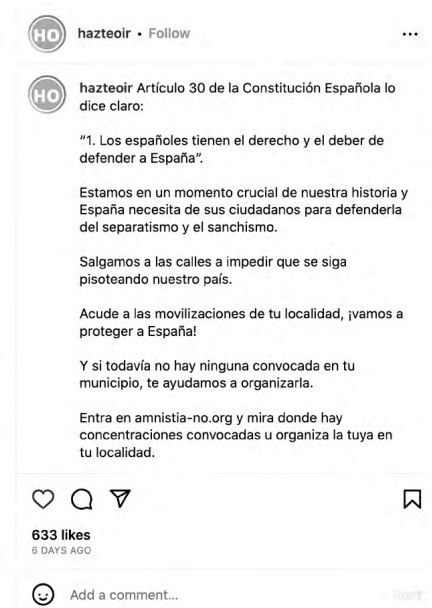 HO
hazteoir • Follow
...
HO
hazteoir Artículo 30 de la Constitución Española lo
dice claro:
"1. Los españoles tienen el derecho y el deber de
defender a España".
Estamos en un momento crucial de nuestra historia y
España necesita de sus ciudadanos para defenderla
del separatismo y el sanchismo.
Salgamos a las calles a impedir que se siga
pisoteando nuestro país.
Acude a las movilizaciones de tu localidad, ¡vamos a
proteger a España!
Y si todavía no hay ninguna convocada en tu
municipio, te ayudamos a organizarla.
Entra en amnistia-no.org y mira donde hay
concentraciones convocadas u organiza la tuya en
tu localidad.
633 likes
6 DAYS AGO
Add a comment...
Post